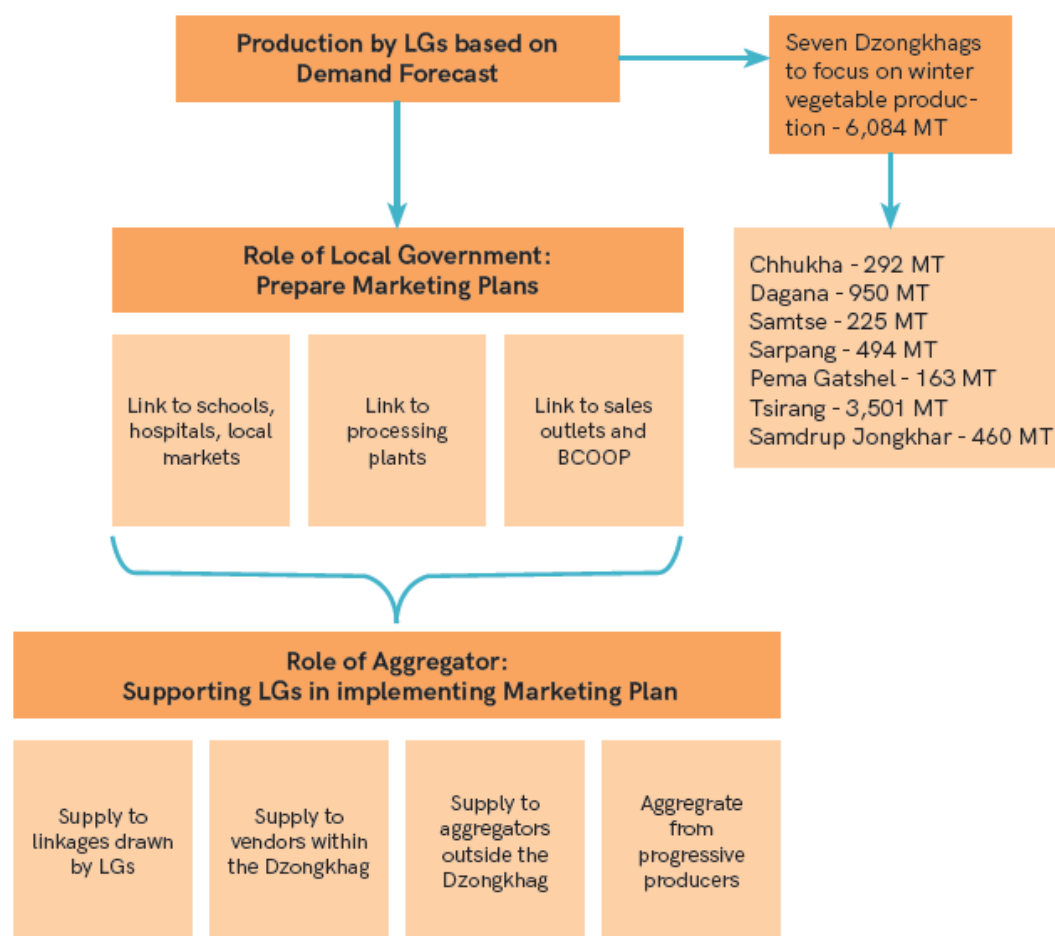 Production by LGs based on
Demand Forecast
Seven Dzongkhags
to focus on winter
vegetable produc-
tion - 6,084 MT
Chhukha - 292 MT
Dagana - 950 MT
Samtse - 225 MT
Sarpang - 494 MT
Pema Gatshel - 163 MT
Tsirang - 3,501 MT
Samdrup Jongkhar - 460 MT
Role of Local Government:
Prepare Marketing Plans
Link to schools,
hospitals, local
markets
Link to
processing
plants
Link to sales
outlets and
BCOOP
Role of Aggregator:
Supporting LGs in implementing Marketing Plan
Supply to
linkages drawn
by LGs
Supply to
vendors within
the Dzongkhag
Supply to
aggregators
outside the
Dzongkhag
Aggregrate
from
progressive
producers